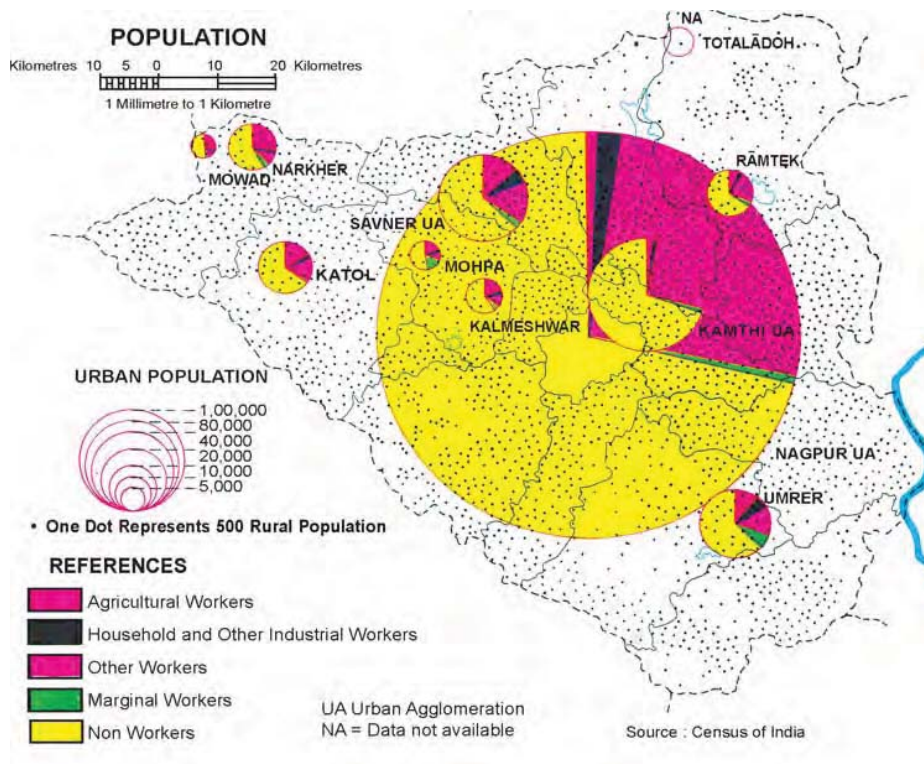 POPULATION
Kilometres 10 5 0 10 20 Kilometres
1 Millimetre to 1 Kilometre
NA
TOTALĀDOH
RĀMTEK
MOWAD
NARKHER
SAVNER UA
MOHPA
KATOL
KALMESHWAR
KAMTHI UA
NAGPUR UA
UMRER
URBAN POPULATION
1,00,000
80,000
40,000
20,000
10,000
5,000
• One Dot Represents 500 Rural Population
REFERENCES
Agricultural Workers
Household and Other Industrial Workers
Other Workers
Marginal Workers
Non Workers
UA Urban Agglomeration
NA = Data not available
Source : Census of India